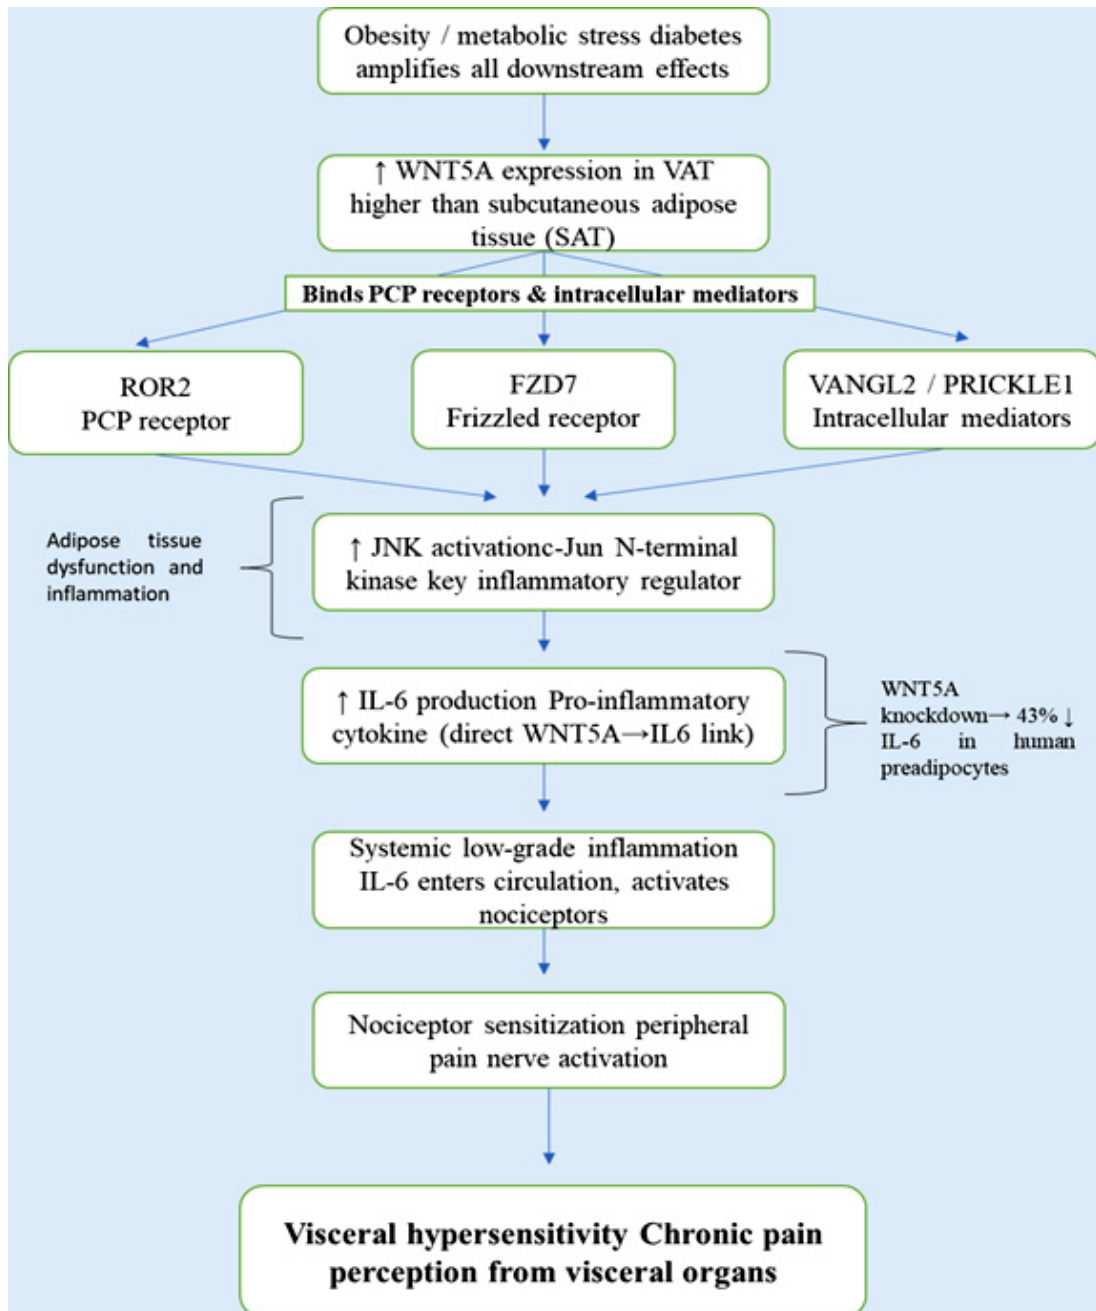 Obesity / metabolic stress diabetes
amplifies all downstream effects
↑ WNT5A expression in VAT
higher than subcutaneous adipose
tissue (SAT)
Binds PCP receptors & intracellular mediators
ROR2
PCP receptor
FZD7
Frizzled receptor
VANGL2 / PRICKLE1
Intracellular mediators
Adipose tissue
dysfunction and
inflammation
↑ JNK activationc-Jun N-terminal
kinase key inflammatory regulator
↑ IL-6 production Pro-inflammatory
cytokine (direct WNT5A→IL6 link)
WNT5A
knockdown→ 43% ↓
IL-6 in human
preadipocytes
Systemic low-grade inflammation
IL-6 enters circulation, activates
nociceptors
Nociceptor sensitization peripheral
pain nerve activation
Visceral hypersensitivity Chronic pain
perception from visceral organs